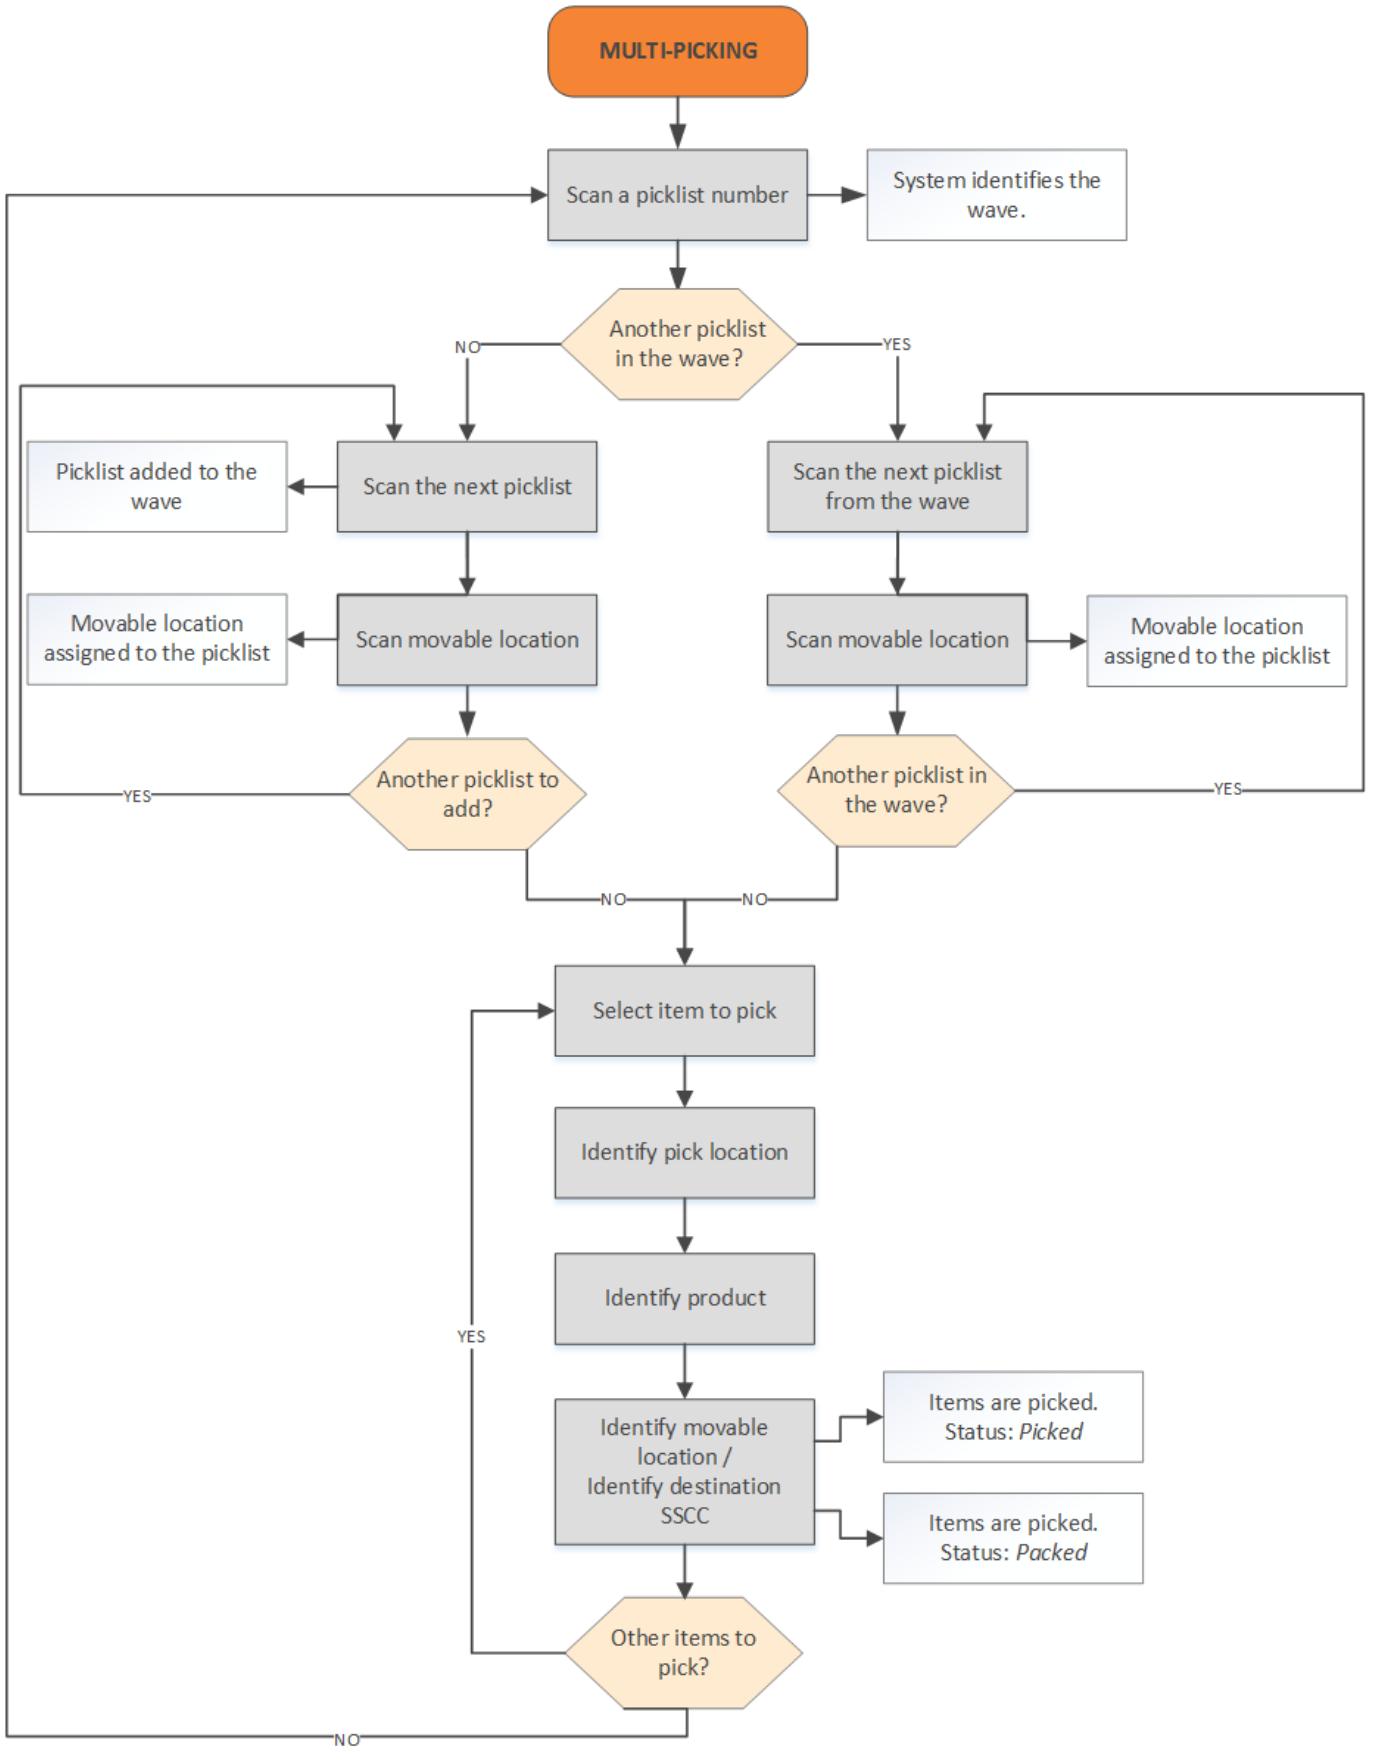 MULTI-PICKING
Scan a picklist number
System identifies the
wave.
Another picklist
in the wave?
NO
YES
Picklist added to the
wave
Scan the next picklist
Scan the next picklist
from the wave
Movable location
assigned to the picklist
Scan movable location
Scan movable location
Movable location
assigned to the picklist
Another picklist to
add?
YES
Another picklist in
the wave?
YES
NO
NO
Select item to pick
Identify pick location
Identify product
YES
Identify movable
location /
Identify destination
SSCC
Items are picked.
Status: Picked
Items are picked.
Status: Packed
Other items to
pick?
NO